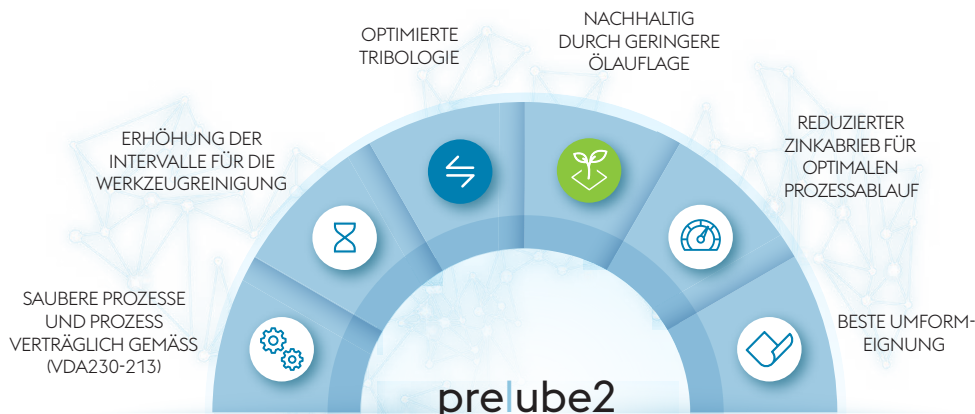 OPTIMIERTE
TRIBOLOGIE
NACHHALTIG
DURCH GERINGERE
ÖLAUFLAGE
ERHÖHUNG DER
INTERVALLE FÜR DIE
WERKZEUGREINIGUNG
REDUZIERTER
ZINKABRIEB FÜR
OPTIMALEN
PROZESSABLAUF
SAUBERE PROZESSE
UND PROZESS
VERTRÄGLICH GEMÄSS
(VDA230-213)
BESTE UMFORM-
EIGNUNG
prelube2